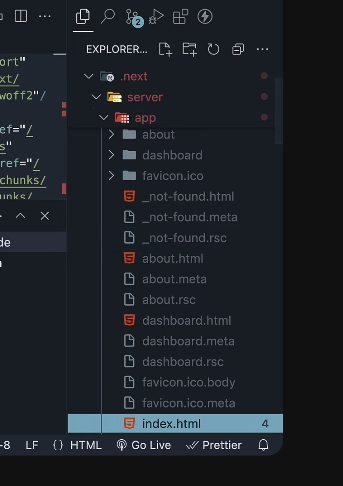 2
EXPLORER...
ort"
.next
xt/
woff2"/
server
app
about
ref="/
dashboard
s"
href="/
favicon.ico
chunks/
_not-found.html
chunks/
_not-found.meta
_not-found.rsc
de
about.html
about.meta
about.rsc
dashboard.html
dashboard.meta
dashboard.rsc
favicon.ico.body
favicon.ico.meta
index.html 4
-8 LF {} HTML Go Live Prettier